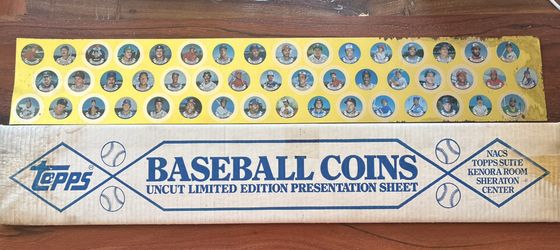 Topps®
BASEBALL COINS
UNCUT LIMITED EDITION PRESENTATION SHEET
NACS
TOPPS SUITE
KENORA ROOM
SHERATON
CENTER